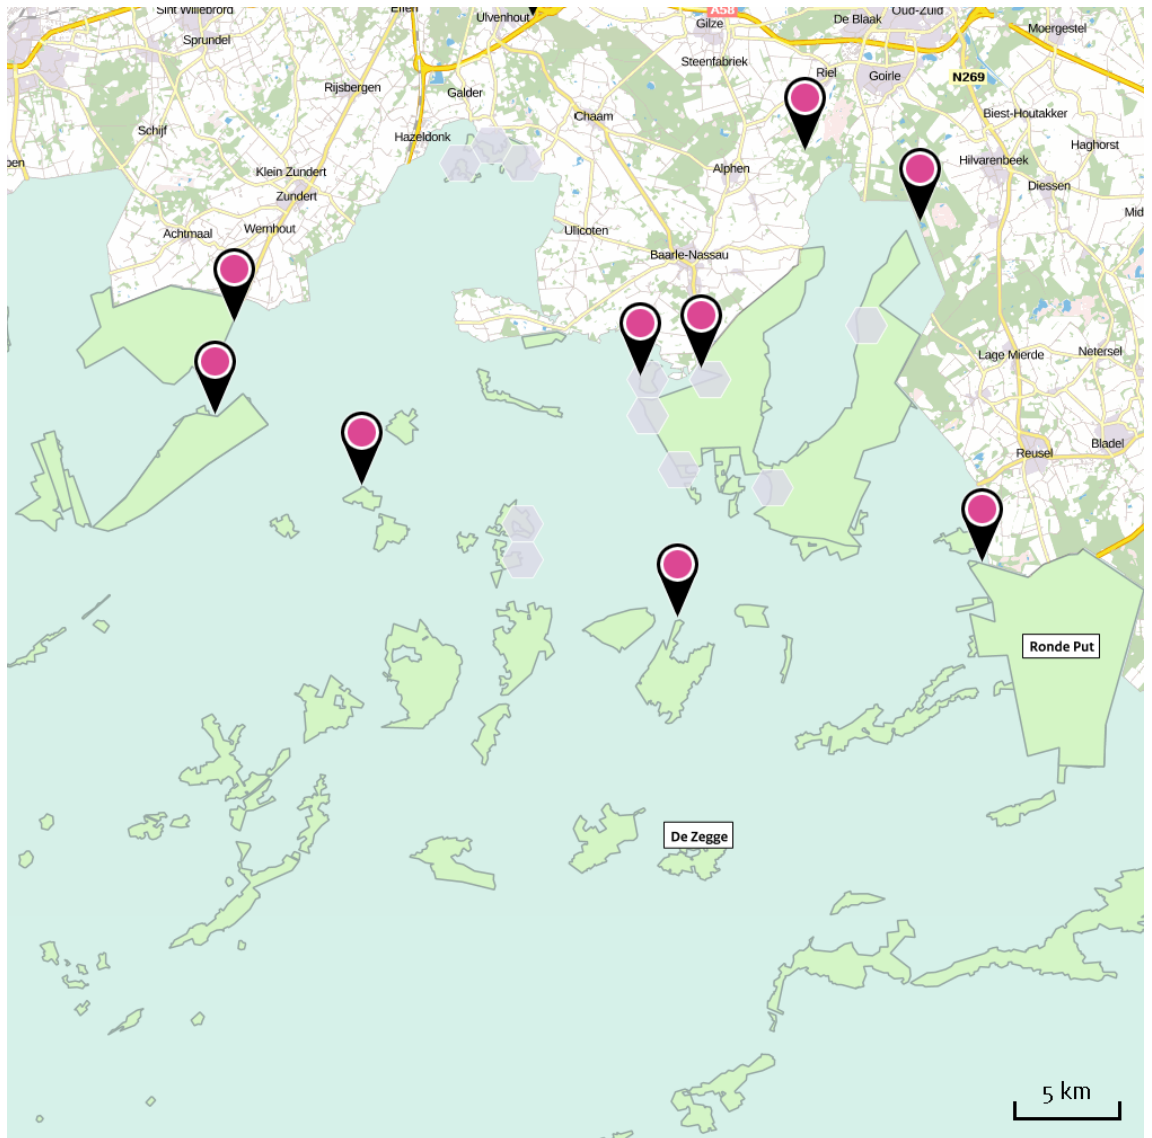 Sint Willebrord
Etten
Ulvenhout
A58
Gilze
De Blaak
Oud-Zuid
Moergestel
Sprundel
Steenfabriek
Riel
Goirle
N269
Rijsbergen
Galder
Chaam
Biest-Houtakker
Schijf
Hazeldonk
Haghorst
Hilvarenbeek
Alphen
Klein Zundert
Diessen
Zundert
Mid
Achtmaal
Wernhout
Ulicoten
Baarle-Nassau
Lage Mierde
Netersel
Reusel
Bladel
Ronde Put
De Zegge
5 km